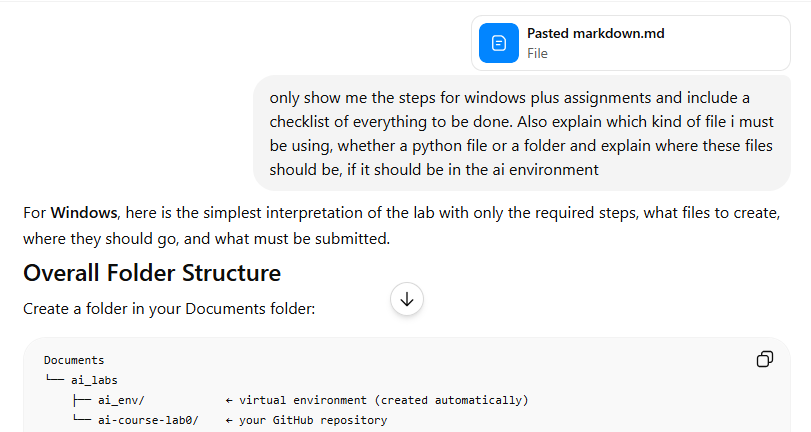 Pasted markdown.md
File
only show me the steps for windows plus assignments and include a
checklist of everything to be done. Also explain which kind of file i must
be using, whether a python file or a folder and explain where these files
should be, if it should be in the ai environment
For Windows, here is the simplest interpretation of the lab with only the required steps, what files to create,
where they should go, and what must be submitted.
Overall Folder Structure
Create a folder in your Documents folder:
Documents
└── ai_labs
├── ai_env/ ← virtual environment (created automatically)
└── ai-course-lab0/ ← your GitHub repository